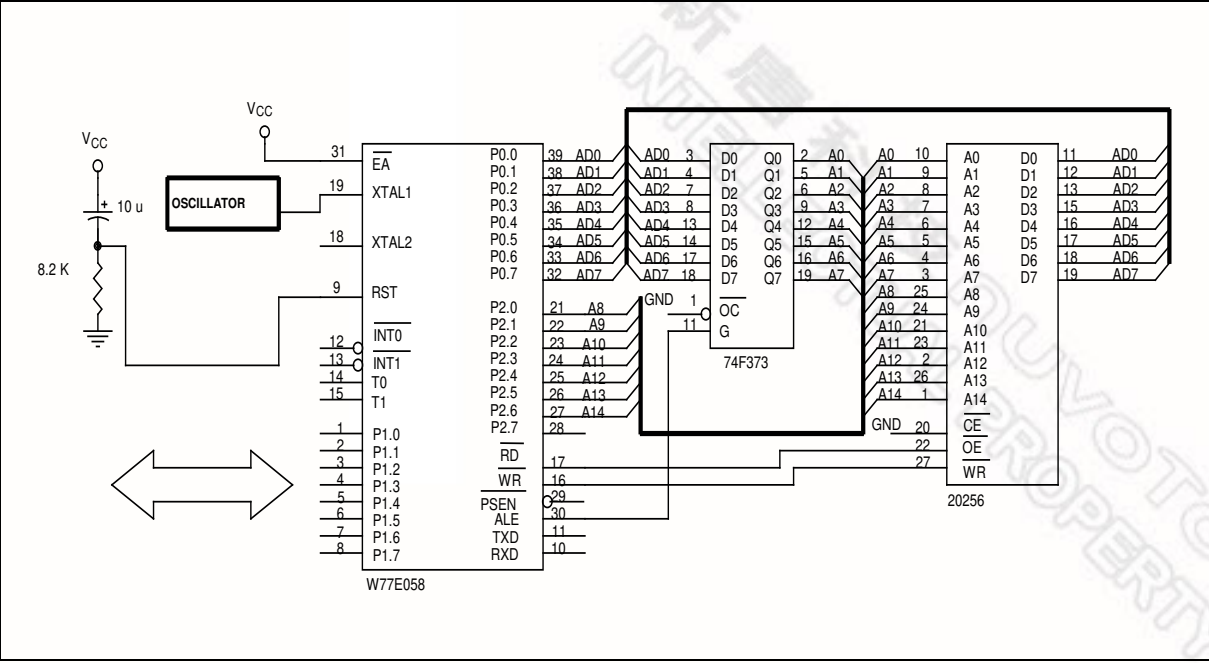 VCC
VCC
+
10 u
8.2 K
OSCILLATOR
31
19
18
9
12
13
14
15
1
2
3
4
5
6
7
8
EA
XTAL1
XTAL2
RST
INT0
INT1
T0
T1
P1.0
P1.1
P1.2
P1.3
P1.4
P1.5
P1.6
P1.7
P0.0 39 AD0
P0.1 38 AD1
P0.2 37 AD2
P0.3 36 AD3
P0.4 35 AD4
P0.5 34 AD5
P0.6 33 AD6
P0.7 32 AD7
P2.0 21 A8
P2.1 22 A9
P2.2 23 A10
P2.3 24 A11
P2.4 25 A12
P2.5 26 A13
P2.6 27 A14
P2.7 28
RD 17
WR 16
PSEN 29
ALE 30
TXD 11
RXD 10
W77E058
AD0 3 D0 Q0 2 A0
AD1 4 D1 Q1 5 A1
AD2 7 D2 Q2 6 A2
AD3 8 D3 Q3 9 A3
AD4 13 D4 Q4 12 A4
AD5 14 D5 Q5 15 A5
AD6 17 D6 Q6 16 A6
AD7 18 D7 Q7 19 A7
GND 1 OC
11 G
74F373
A0 10 A0 D0 11 AD0
A1 9 A1 D1 12 AD1
A2 8 A2 D2 13 AD2
A3 7 A3 D3 15 AD3
A4 6 A4 D4 16 AD4
A5 5 A5 D5 17 AD5
A6 4 A6 D6 18 AD6
A7 3 A7 D7 19 AD7
A8 25 A8
A9 24 A9
A10 21 A10
A11 23 A11
A12 2 A12
A13 26 A13
A14 1 A14
GND 20 CE
22 OE
27 WR
20256